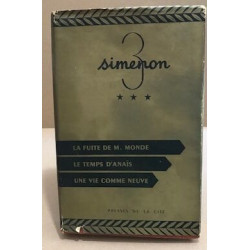 3
simenon
★ ★ ★
LA FUITE DE M. MONDE
LE TEMPS D'ANAÏS
UNE VIE COMME NEUVE
PRESSES DE LA CITÉ